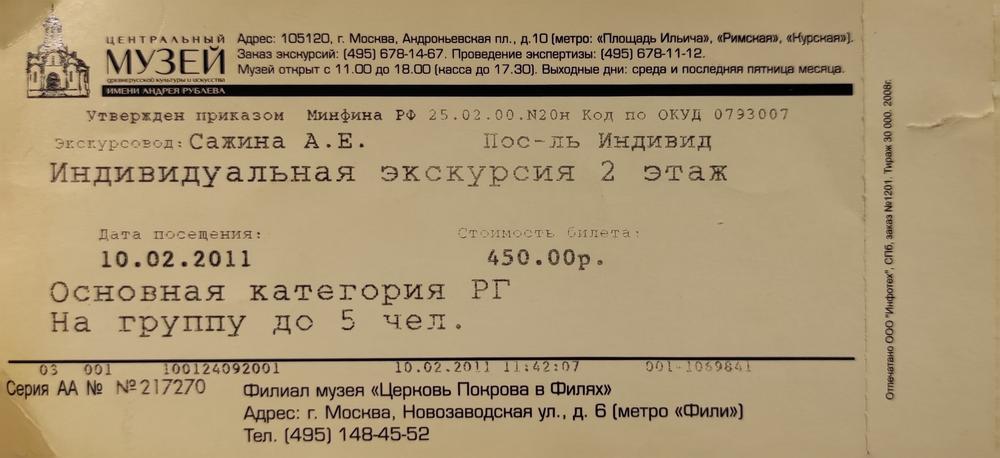 ЦЕНТРАЛЬНЫЙ
МУЗЕЙ
древнерусской культуры и искусства
ИМЕНИ АНДРЕЯ РУБЛЕВА
Адрес: 105120, г. Москва, Андроньевская пл., д.10 (метро: «Площадь Ильича», «Римская», «Курская»).
Заказ экскурсий: (495) 678-14-67. Проведение экспертизы: (495) 678-11-12.
Музей открыт с 11.00 до 18.00 (касса до 17.30). Выходные дни: среда и последняя пятница месяца.
Утвержден приказом Минфина РФ 25.02.00.N20н Код по ОКУД 0793007
Экскурсовод: Сажина А.Е. Пос-ль Индивид
Индивидуальная экскурсия 2 этаж
Дата посещения: Стоимость билета:
10.02.2011 450.00р.
Основная категория РГ
На группу до 5 чел.
03 001 100124092001 10.02.2011 11:42:07 001-1069841
Серия АА № №217270
Филиал музея «Церковь Покрова в Филях»
Адрес: г. Москва, Новозаводская ул., д. 6 (метро «Фили»)
Тел. (495) 148-45-52
Отпечатано ООО "Инфотех", СПб, заказ №1201. Тираж 30 000. 2008г.